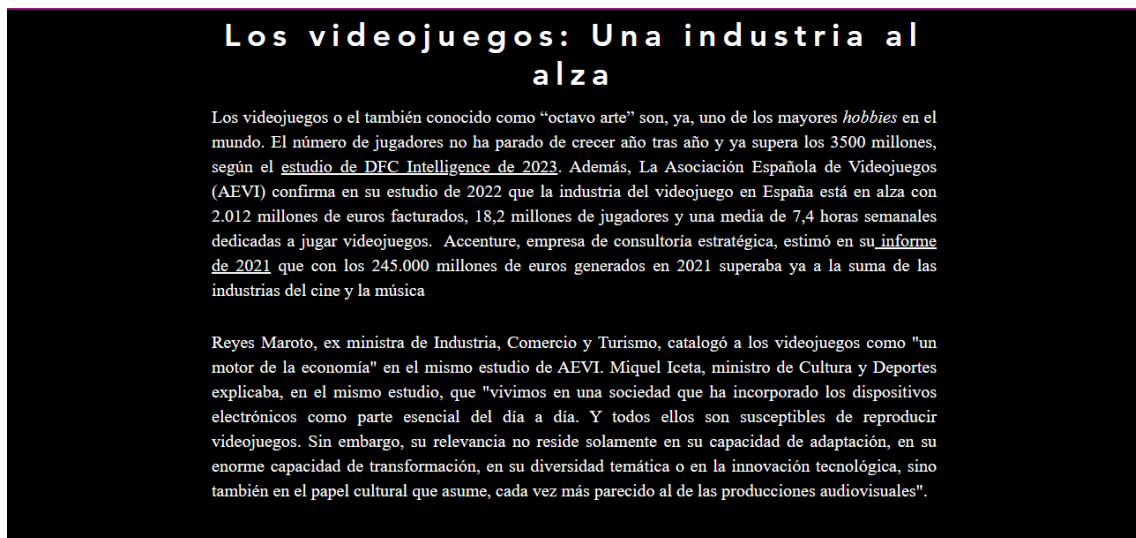 Los videojuegos: Una industria al
alza
Los videojuegos o el también conocido como “octavo arte” son, ya, uno de los mayores hobbies en el
mundo. El número de jugadores no ha parado de crecer año tras año y ya supera los 3500 millones,
según el estudio de DFC Intelligence de 2023. Además, La Asociación Española de Videojuegos
(AEVI) confirma en su estudio de 2022 que la industria del videojuego en España está en alza con
2.012 millones de euros facturados, 18,2 millones de jugadores y una media de 7,4 horas semanales
dedicadas a jugar videojuegos.  Accenture, empresa de consultoría estratégica, estimó en su informe
de 2021 que con los 245.000 millones de euros generados en 2021 superaba ya a la suma de las
industrias del cine y la música
Reyes Maroto, ex ministra de Industria, Comercio y Turismo, catalogó a los videojuegos como "un
motor de la economía" en el mismo estudio de AEVI. Miquel Iceta, ministro de Cultura y Deportes
explicaba, en el mismo estudio, que "vivimos en una sociedad que ha incorporado los dispositivos
electrónicos como parte esencial del día a día. Y todos ellos son susceptibles de reproducir
videojuegos. Sin embargo, su relevancia no reside solamente en su capacidad de adaptación, en su
enorme capacidad de transformación, en su diversidad temática o en la innovación tecnológica, sino
también en el papel cultural que asume, cada vez más parecido al de las producciones audiovisuales".